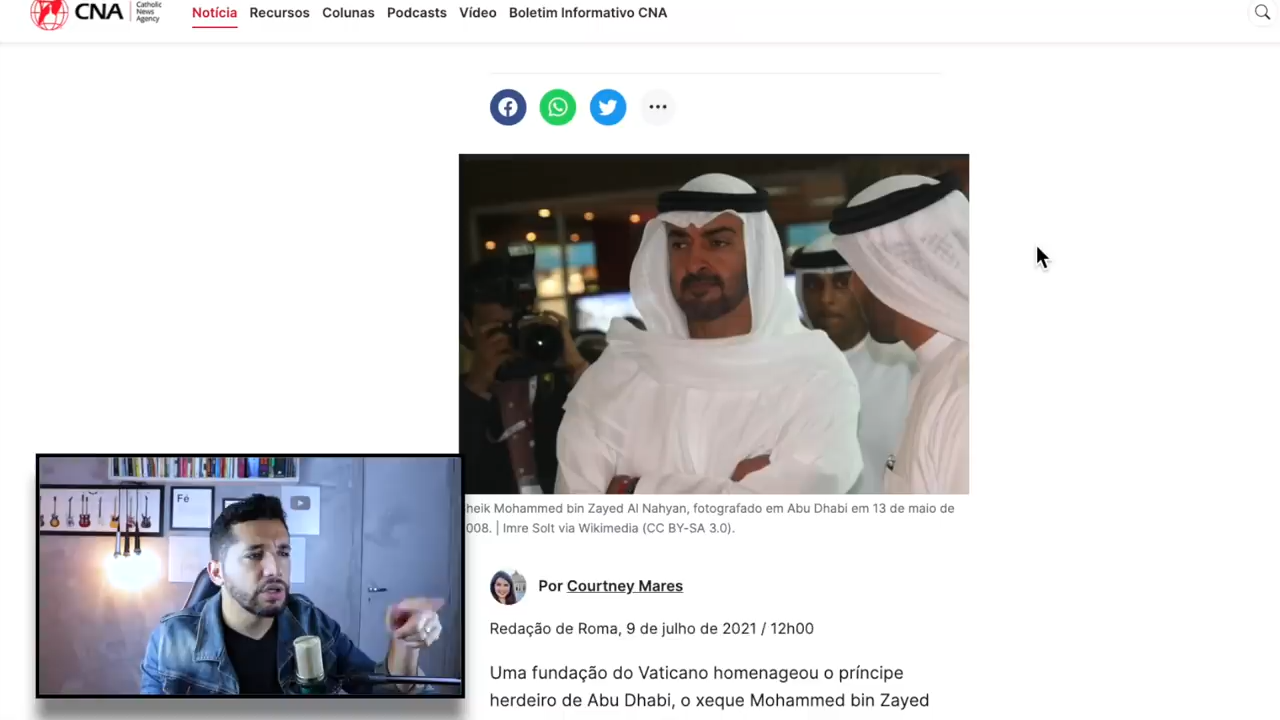 CNA
Catholic
News
Agency
Notícia Recursos Colunas Podcasts Vídeo Boletim Informativo CNA
heik Mohammed bin Zayed Al Nahyan, fotografado em Abu Dhabi em 13 de maio de
008. | Imre Solt via Wikimedia (CC BY-SA 3.0).
Fé
Por Courtney Mares
Redação de Roma, 9 de julho de 2021 / 12h00
Uma fundação do Vaticano homenageou o príncipe
herdeiro de Abu Dhabi, o xeque Mohammed bin Zayed